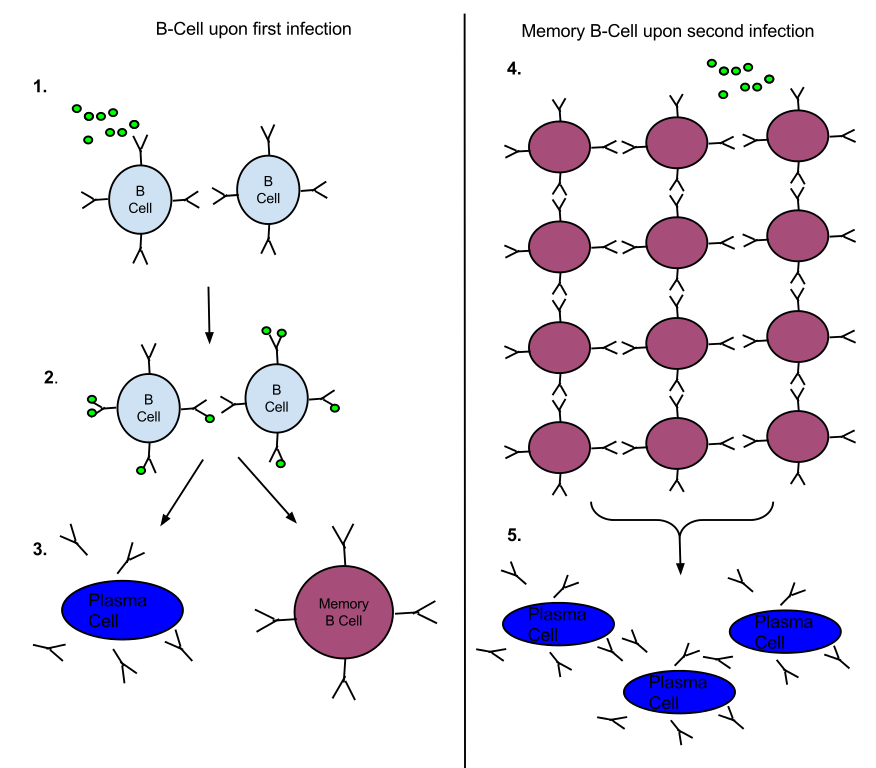 B-Cell upon first infection
1.
B
Cell
B
Cell
2.
B
Cell
B
Cell
3.
Plasma
Cell
Memory
B Cell
Memory B-Cell upon second infection
4.
5.
Plasma
Cell
Plasma
Cell
Plasma
Cell